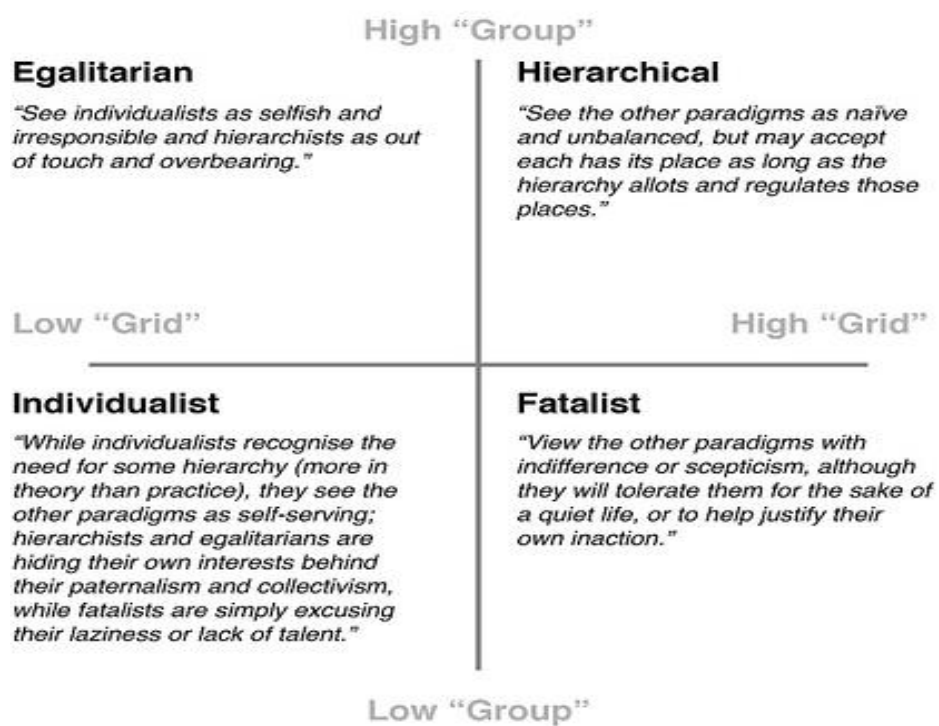 High “Group”
Egalitarian
“See individualists as selfish and
irresponsible and hierarchists as out
of touch and overbearing.”
Hierarchical
“See the other paradigms as naïve
and unbalanced, but may accept
each has its place as long as the
hierarchy allots and regulates those
places.”
Low “Grid”
High “Grid”
Individualist
“While individualists recognise the
need for some hierarchy (more in
theory than practice), they see the
other paradigms as self-serving;
hierarchists and egalitarians are
hiding their own interests behind
their paternalism and collectivism,
while fatalists are simply excusing
their laziness or lack of talent.”
Fatalist
“View the other paradigms with
indifference or scepticism, although
they will tolerate them for the sake of
a quiet life, or to help justify their
own inaction.”
Low “Group”